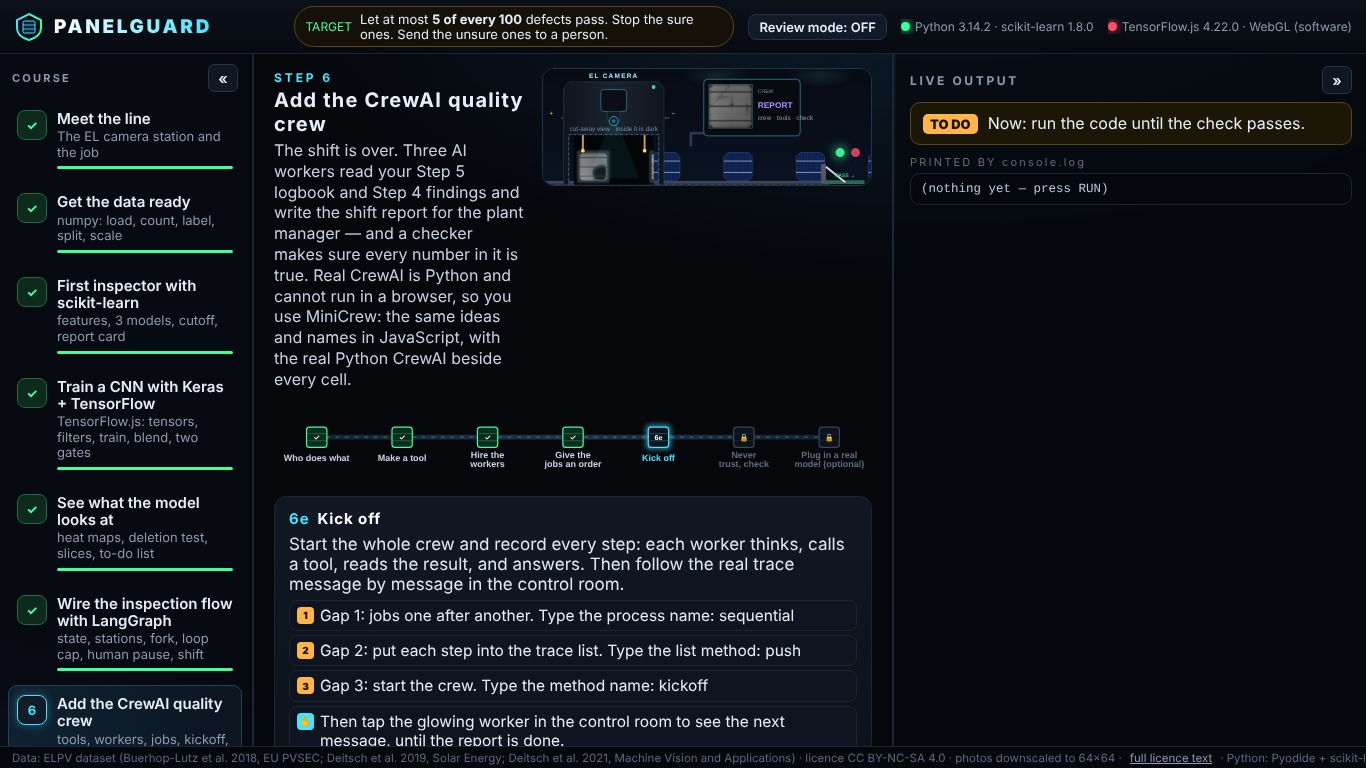 PANELGUARD
TARGET
Let at most 5 of every 100 defects pass. Stop the sure
ones. Send the unsure ones to a person.
Review mode: OFF
Python 3.14.2 · scikit-learn 1.8.0
TensorFlow.js 4.22.0 · WebGL (software)
COURSE
«
Meet the line
The EL camera station and
the job
Get the data ready
numpy: load, count, label,
split, scale
First inspector with
scikit-learn
features, 3 models, cutoff,
report card
Train a CNN with Keras
+ TensorFlow
TensorFlow.js: tensors,
filters, train, blend, two
gates
See what the model
looks at
heat maps, deletion test,
slices, to-do list
Wire the inspection flow
with LangGraph
state, stations, fork, loop
cap, human pause, shift
6
Add the CrewAI quality
crew
tools, workers, jobs, kickoff,
STEP 6
Add the CrewAI quality
crew
The shift is over. Three AI
workers read your Step 5
logbook and Step 4 findings and
write the shift report for the plant
manager — and a checker
makes sure every number in it is
true. Real CrewAI is Python and
cannot run in a browser, so you
use MiniCrew: the same ideas
and names in JavaScript, with
the real Python CrewAI beside
every cell.
EL CAMERA
cut-away view · inside it is dark
CREW
REPORT
crew · tools · check
Who does what
Make a tool
Hire the
workers
Give the
jobs an order
6e
Kick off
Never
trust, check
Plug in a real
model (optional)
6e Kick off
Start the whole crew and record every step: each worker thinks, calls
a tool, reads the result, and answers. Then follow the real trace
message by message in the control room.
1 Gap 1: jobs one after another. Type the process name: sequential
2 Gap 2: put each step into the trace list. Type the list method: push
3 Gap 3: start the crew. Type the method name: kickoff
Then tap the glowing worker in the control room to see the next
message, until the report is done.
LIVE OUTPUT
»
TO DO
Now: run the code until the check passes.
PRINTED BY console.log
(nothing yet — press RUN)
Data: ELPV dataset (Buerhop-Lutz et al. 2018, EU PVSEC; Deitsch et al. 2019, Solar Energy; Deitsch et al. 2021, Machine Vision and Applications) · licence CC BY-NC-SA 4.0 · photos downscaled to 64×64 · full licence text · Python: Pyodide + scikit-